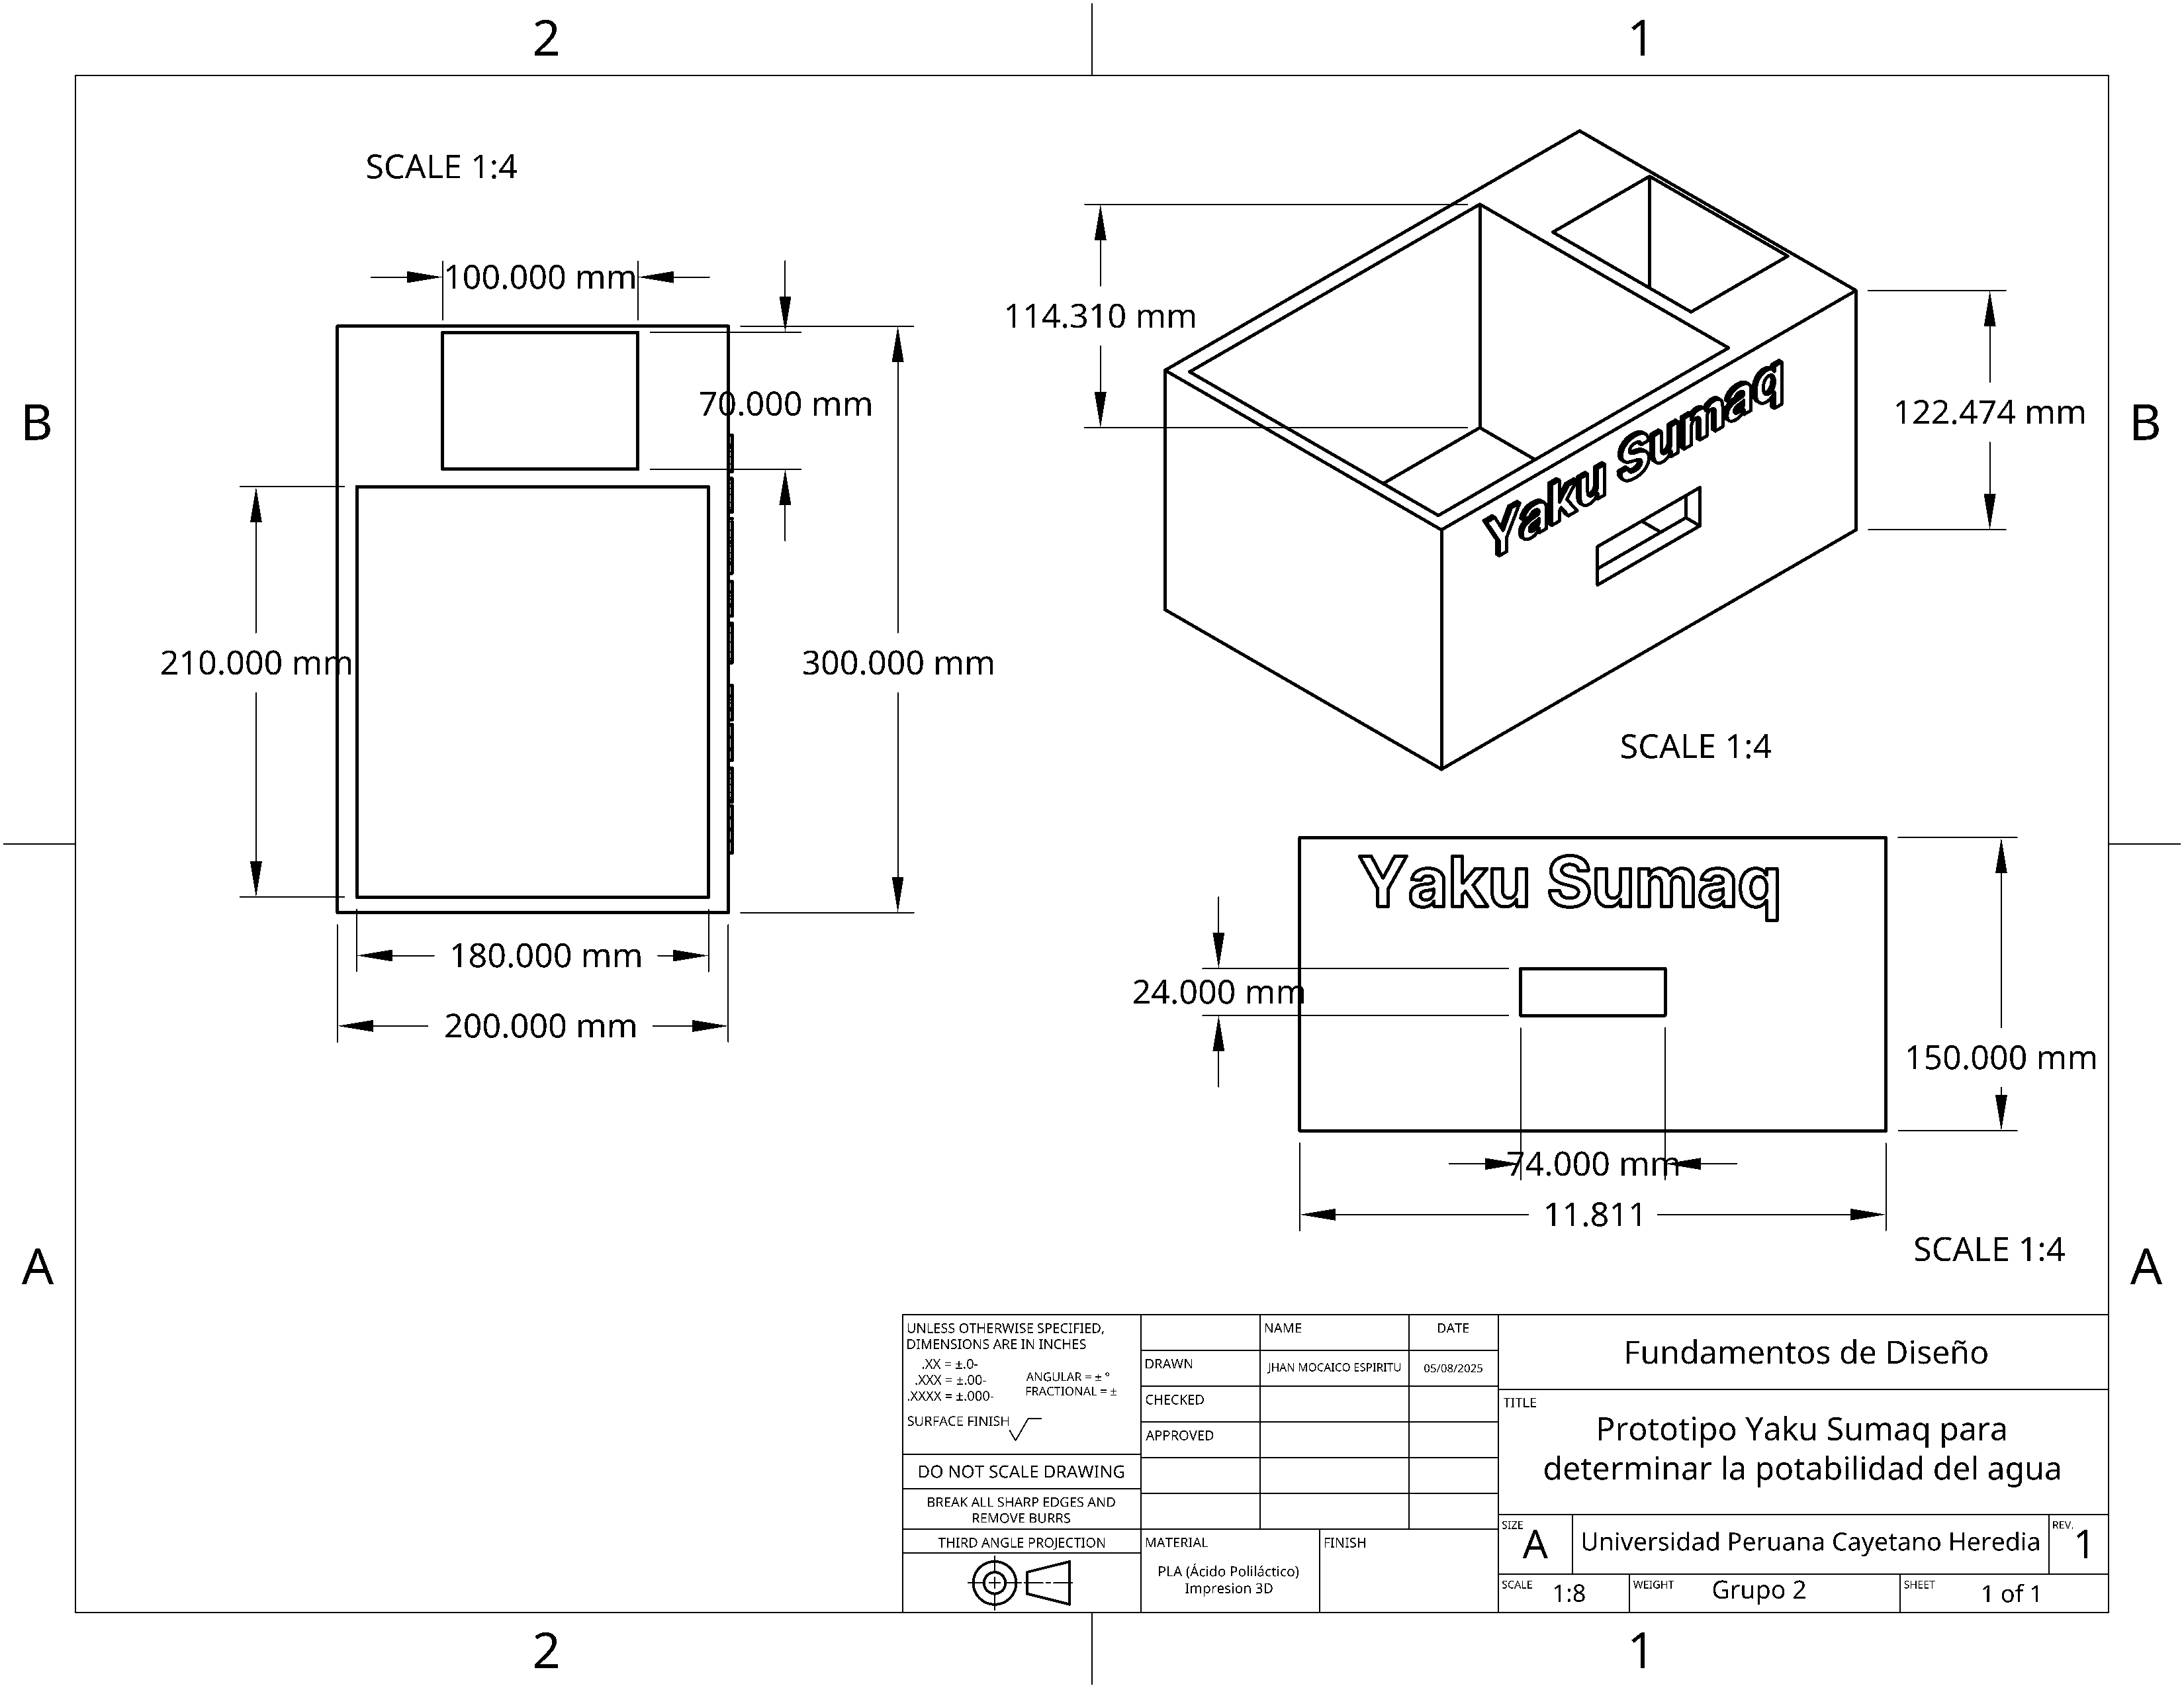 2
1
SCALE 1:4
100.000 mm
70.000 mm
210.000 mm
300.000 mm
180.000 mm
200.000 mm
B
B
114.310 mm
122.474 mm
Yaku Sumaq
SCALE 1:4
Yaku Sumaq
24.000 mm
150.000 mm
74.000 mm
11.811
SCALE 1:4
A
A
UNLESS OTHERWISE SPECIFIED,
DIMENSIONS ARE IN INCHES
.XX = ±.0-
.XXX = ±.00-
.XXXX = ±.000-
ANGULAR = ± °
FRACTIONAL = ±
SURFACE FINISH
DO NOT SCALE DRAWING
BREAK ALL SHARP EDGES AND
REMOVE BURRS
THIRD ANGLE PROJECTION
NAME
DATE
DRAWN
JHAN MOCAICO ESPIRITU
05/08/2025
CHECKED
APPROVED
MATERIAL
PLA (Ácido Poliláctico)
Impresion 3D
FINISH
Fundamentos de Diseño
TITLE
Prototipo Yaku Sumaq para
determinar la potabilidad del agua
SIZE
A
Universidad Peruana Cayetano Heredia
REV.
1
SCALE
1:8
WEIGHT
Grupo 2
SHEET
1 of 1
2
1